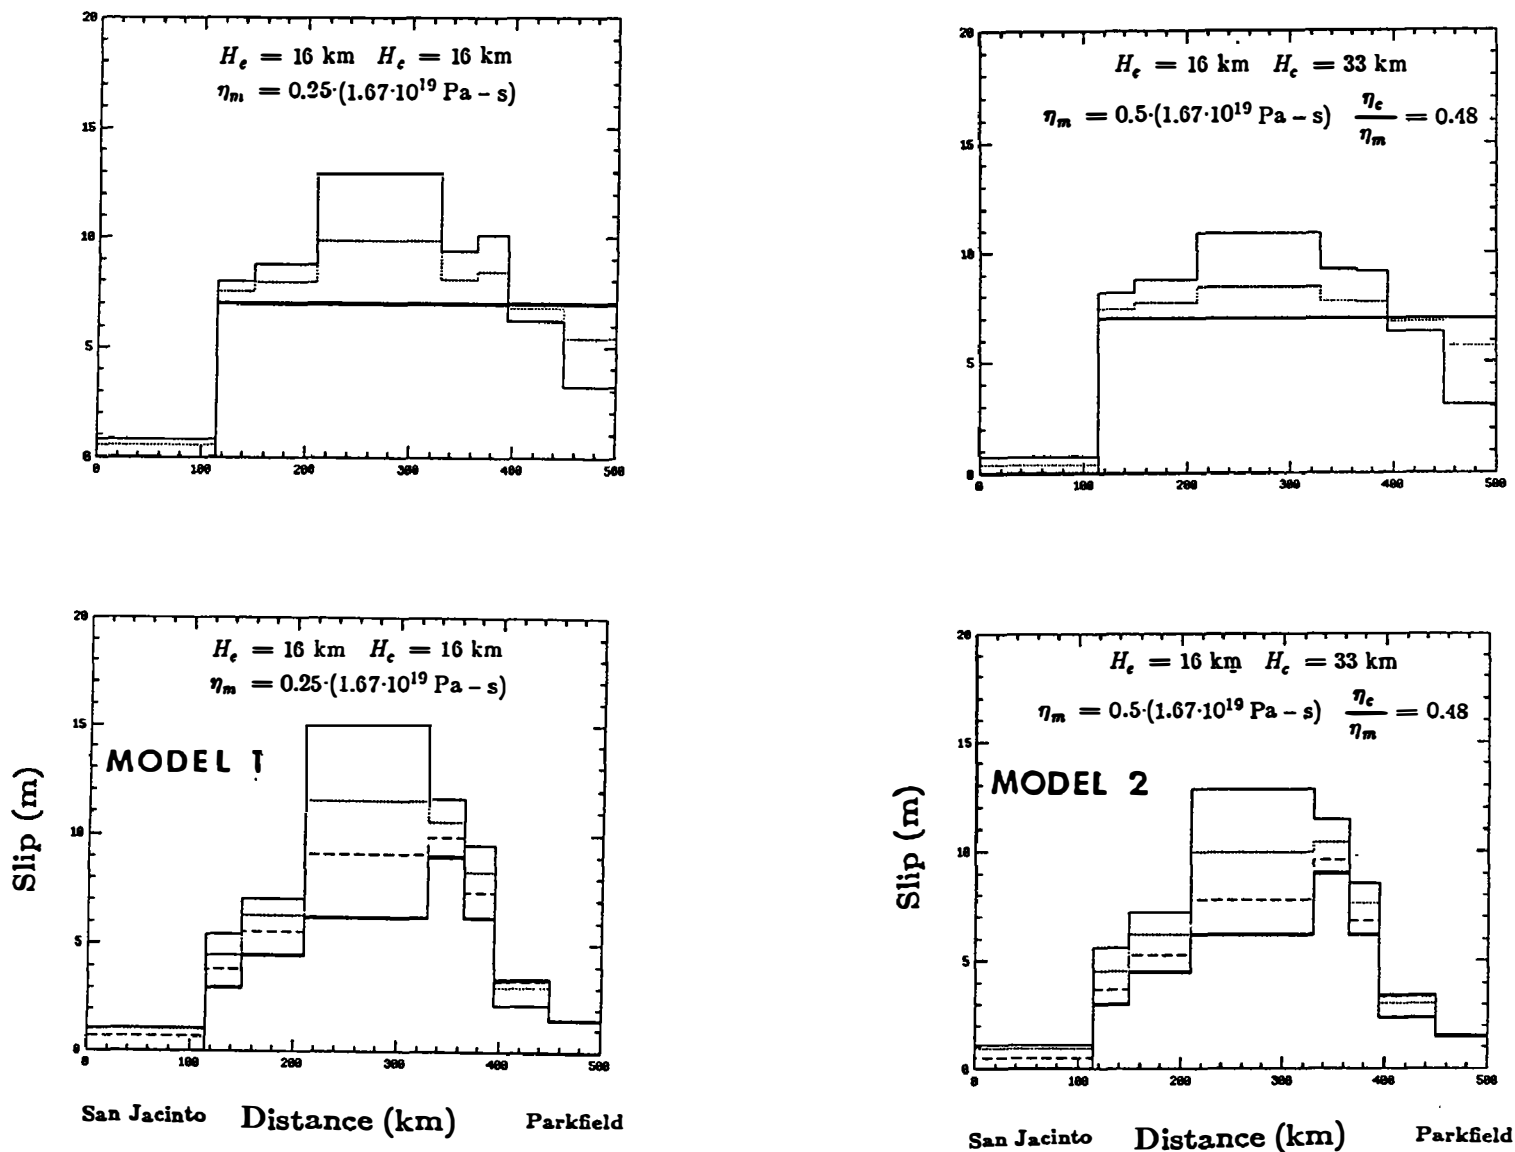 20
H_e = 16 km H_c = 16 km
η_m = 0.25·(1.67·10^19 Pa – s)
15
10
5
0
0 100 200 300 400 500
20
H_e = 16 km H_c = 33 km
η_m = 0.5·(1.67·10^19 Pa – s) η_c/η_m = 0.48
15
10
5
0
0 100 200 300 400 500
20
H_e = 16 km H_c = 16 km
η_m = 0.25·(1.67·10^19 Pa – s)
15
MODEL 1
10
5
0
Slip (m)
0 100 200 300 400 500
San Jacinto Distance (km) Parkfield
20
H_e = 16 km H_c = 33 km
η_m = 0.5·(1.67·10^19 Pa – s) η_c/η_m = 0.48
15
MODEL 2
10
5
0
Slip (m)
0 100 200 300 400 500
San Jacinto Distance (km) Parkfield